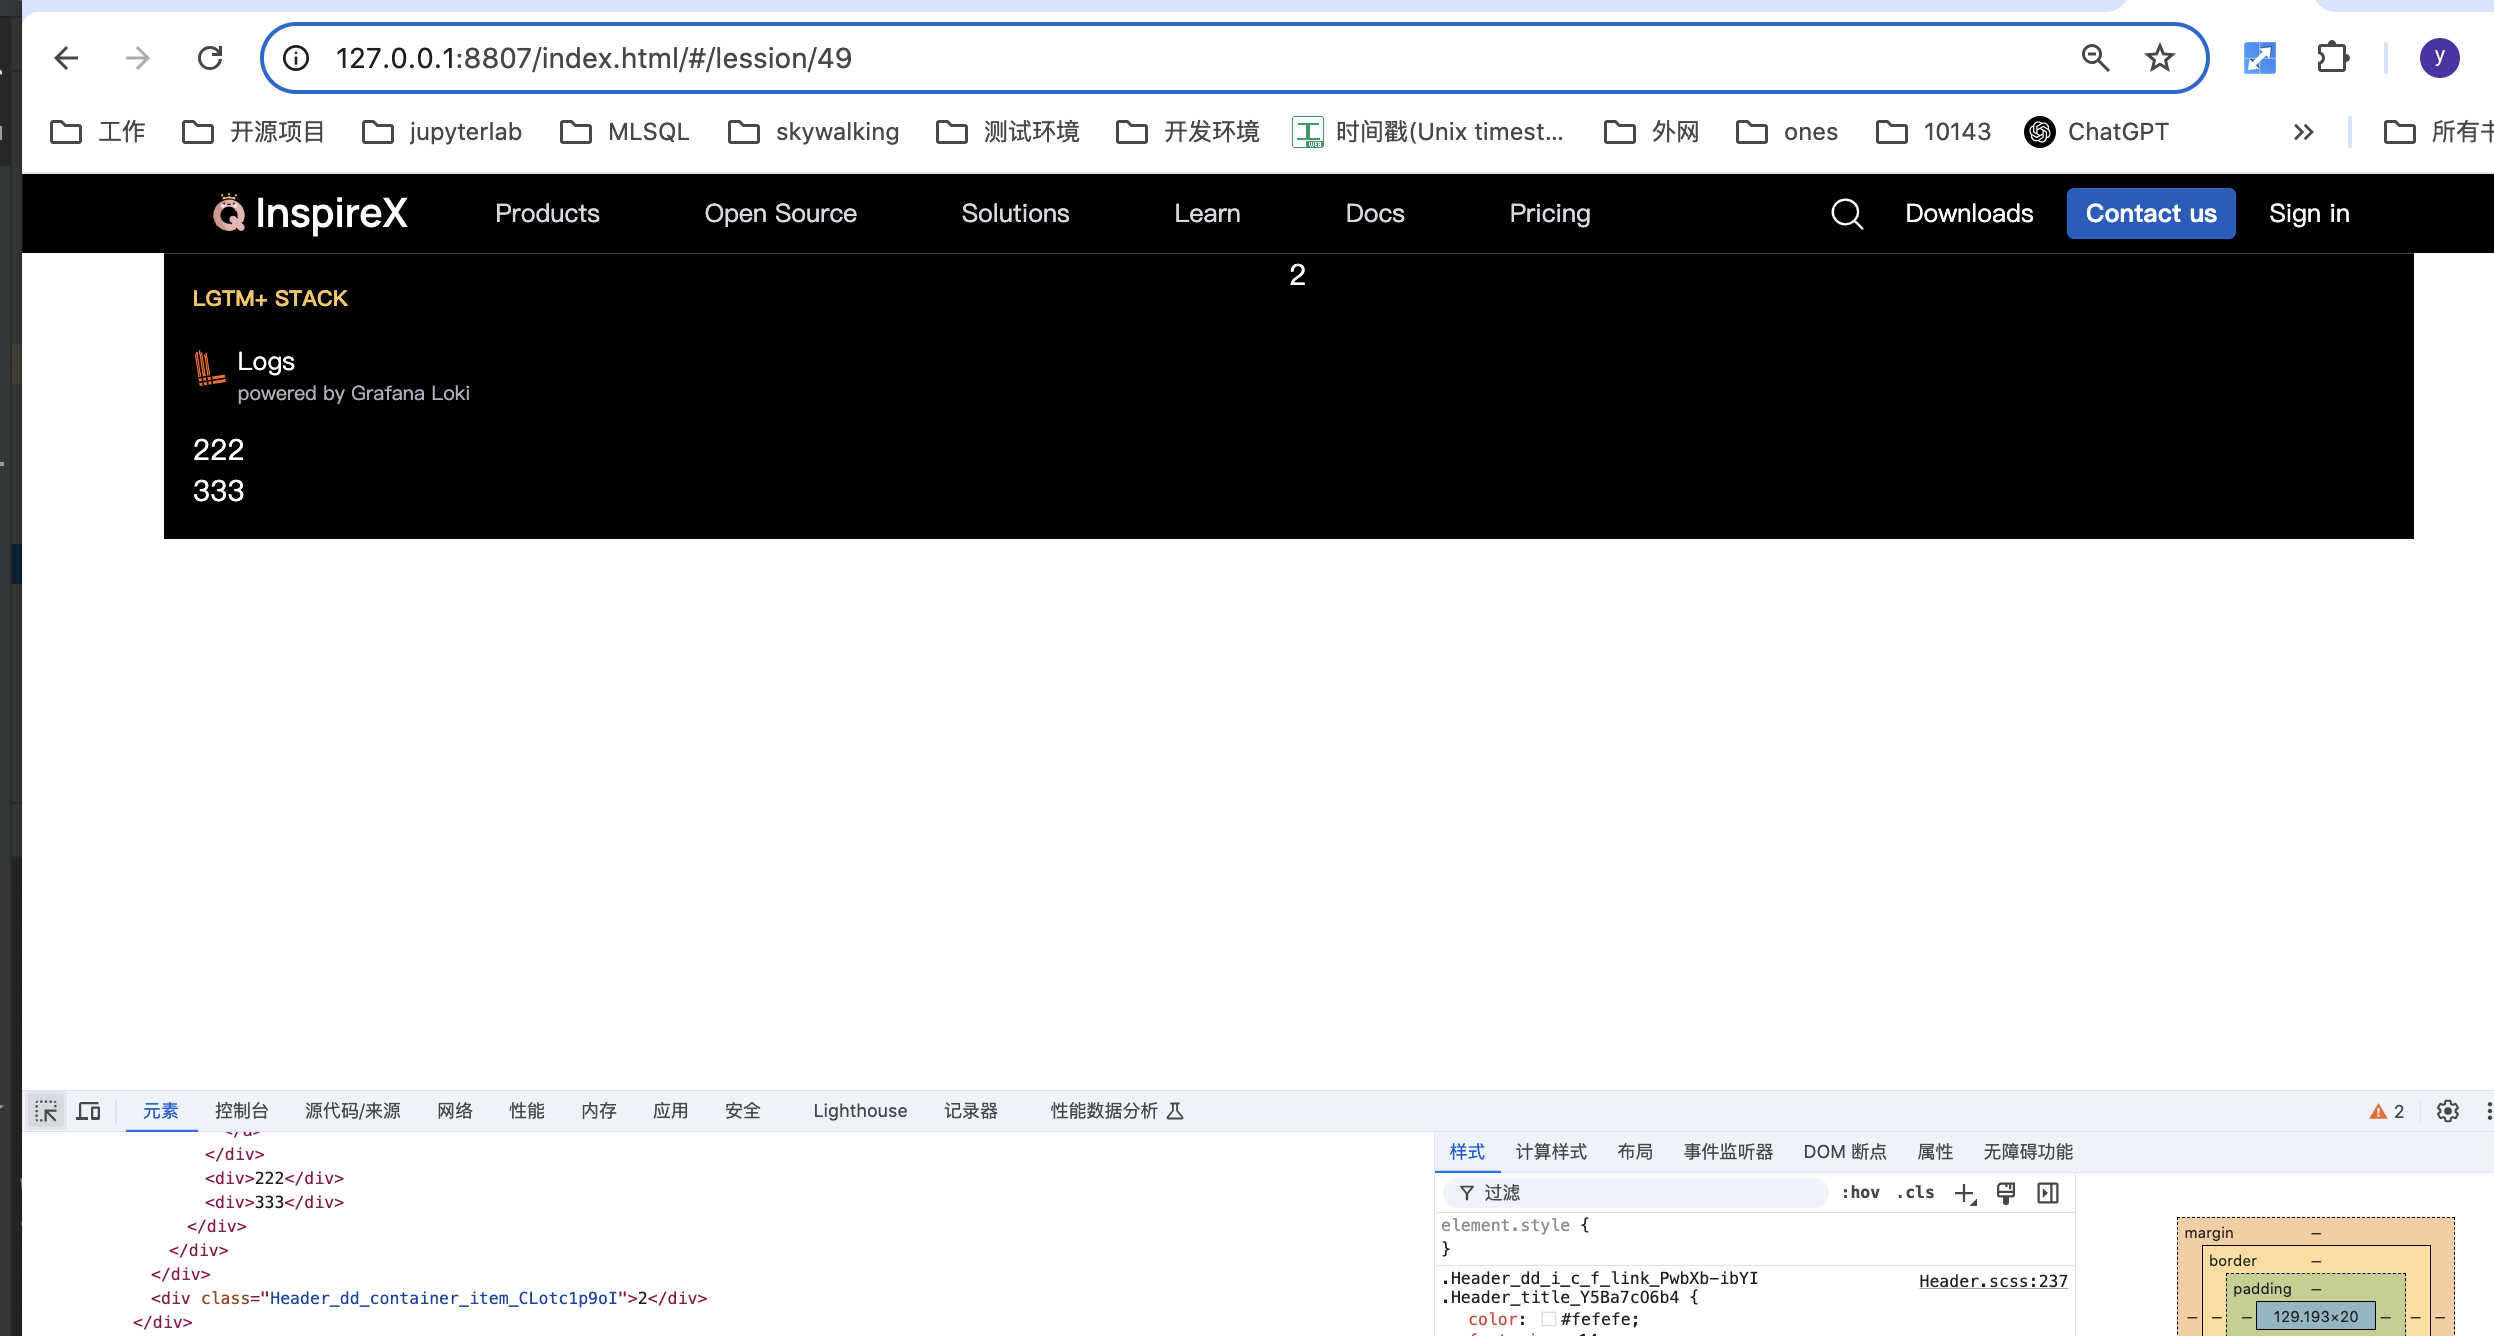 127.0.0.1:8807/index.html/#/lession/49
y
工作 开源项目 jupyterlab MLSQL skywalking 测试环境 开发环境 时间戳(Unix timest... 外网 ones 10143 ChatGPT 所有
InspireX Products Open Source Solutions Learn Docs Pricing Downloads Contact us Sign in
2
LGTM+ STACK
Logs
powered by Grafana Loki
222
333
元素 控制台 源代码/来源 网络 性能 内存 应用 安全 Lighthouse 记录器 性能数据分析 2
</div>
<div>222</div>
<div>333</div>
</div>
</div>
</div>
<div class="Header_dd_container_item_CLotc1p9oI">2</div>
</div>
样式 计算样式 布局 事件监听器 DOM 断点 属性 无障碍功能
过滤 :hov .cls
element.style {
}
.Header_dd_i_c_f_link_PwbXb-ibYI Header.scss:237
.Header_title_Y5Ba7cO6b4 {
color: #fefefe;
margin –
border –
padding –
– – – 129.193×20 – – –